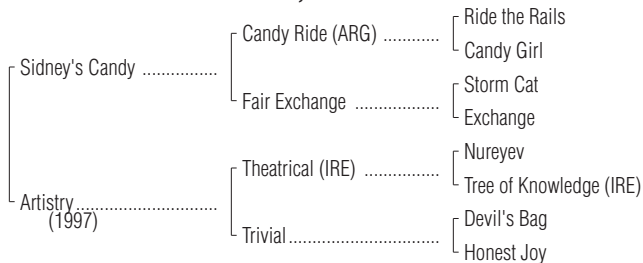 Ride the Rails
Candy Ride (ARG) ............
Candy Girl
Sidney's Candy ................
Storm Cat
Fair Exchange ..................
Exchange
Nureyev
Theatrical (IRE) ................
Tree of Knowledge (IRE)
Artistry..............................
(1997)
Devil's Bag
Trivial................................
Honest Joy